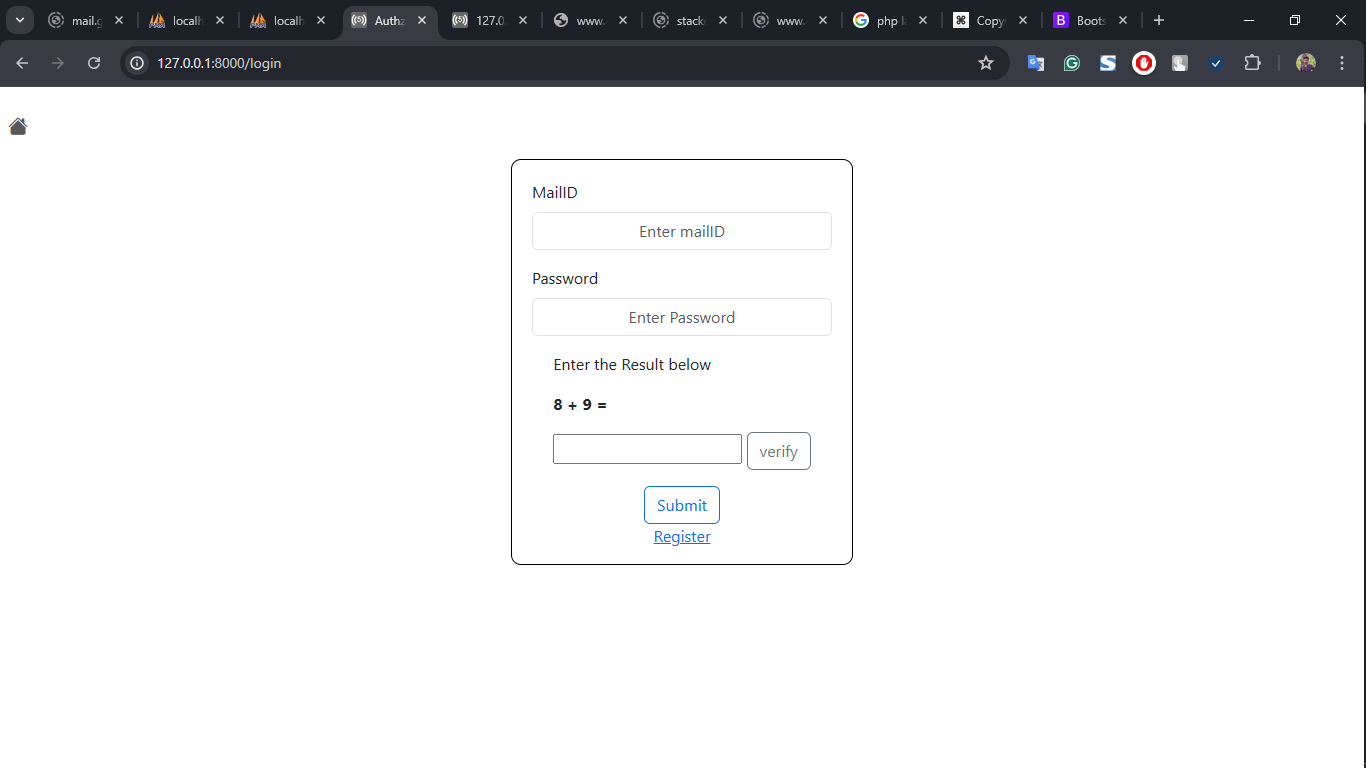 mail.g
localh
localh
Authz
127.0.
www.
stack
www.
php l
Copy
Boots
127.0.0.1:8000/login
MailID
Enter mailID
Password
Enter Password
Enter the Result below
8 + 9 =
verify
Submit
Register